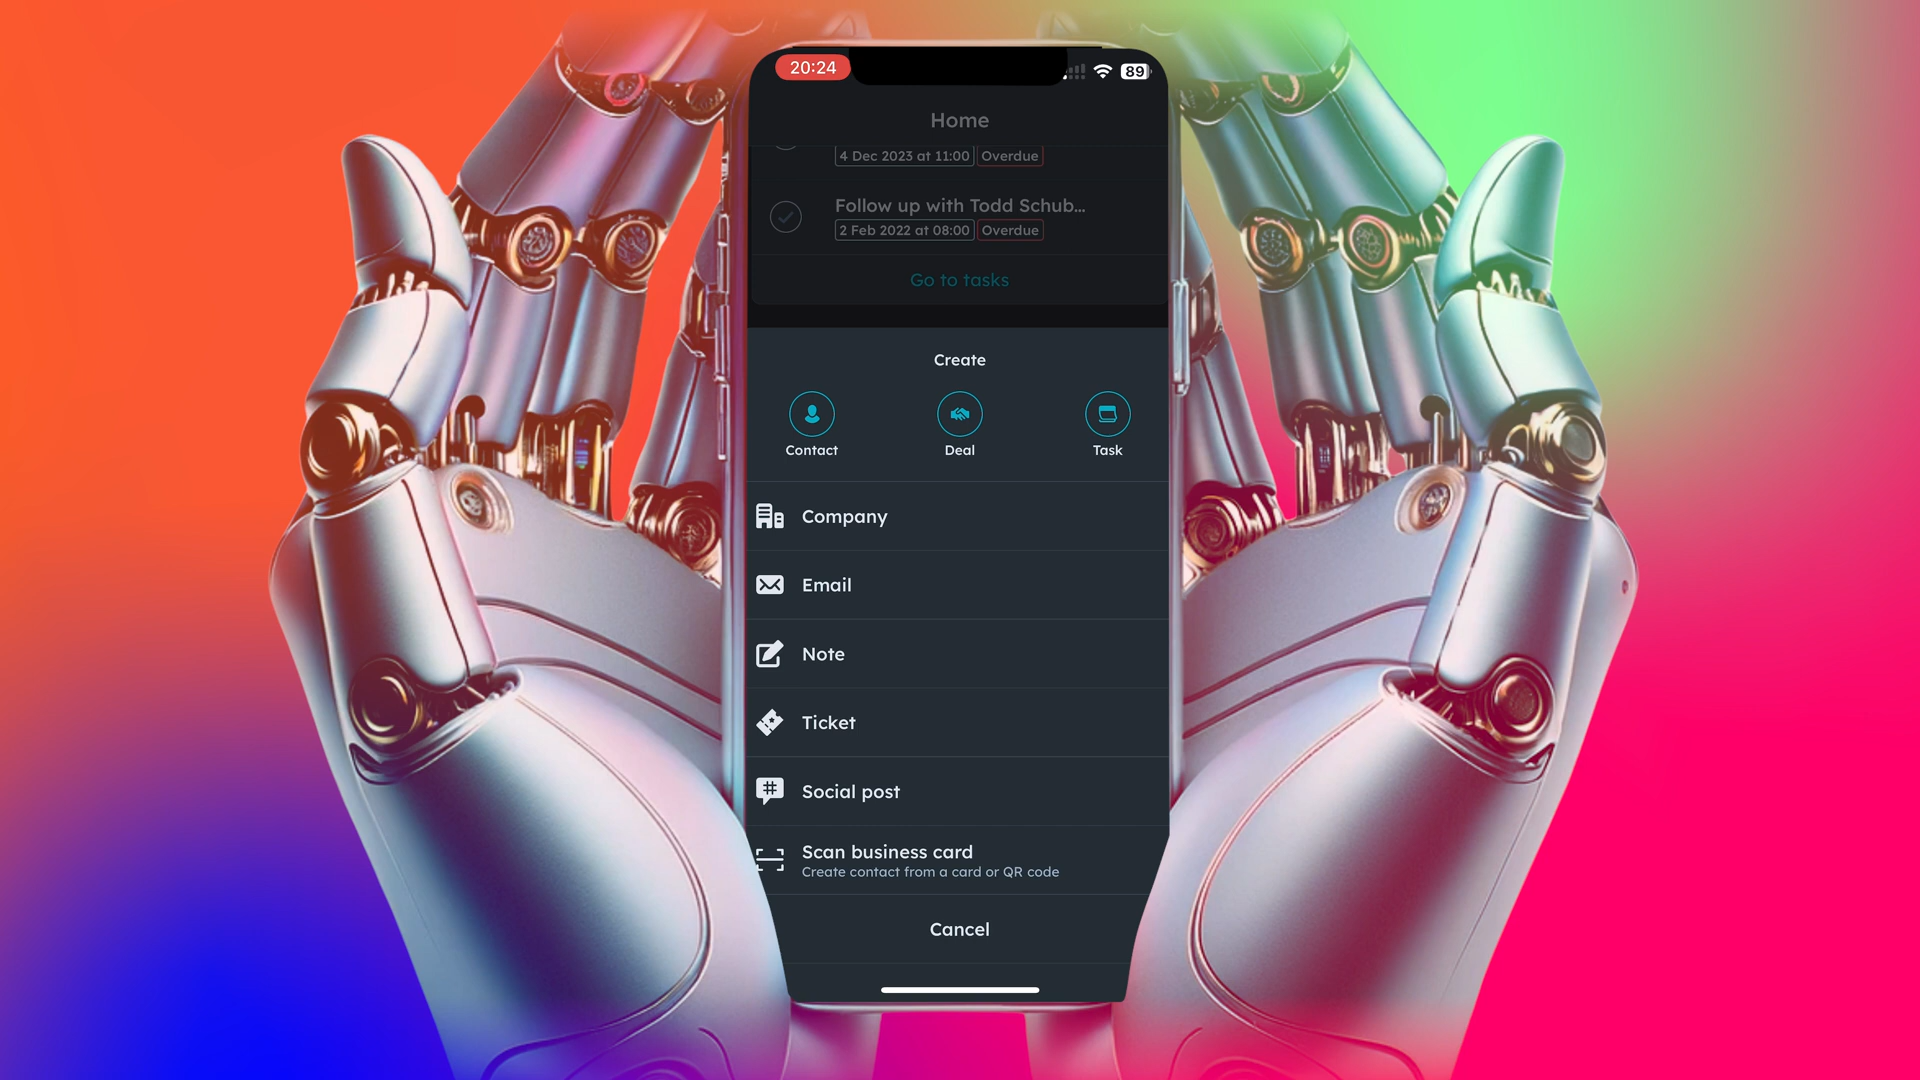 20:24
89
Home
4 Dec 2023 at 11:00 Overdue
Follow up with Todd Schub...
2 Feb 2022 at 08:00 Overdue
Go to tasks
Create
Contact Deal Task
Company
Email
Note
Ticket
Social post
Scan business card
Create contact from a card or QR code
Cancel